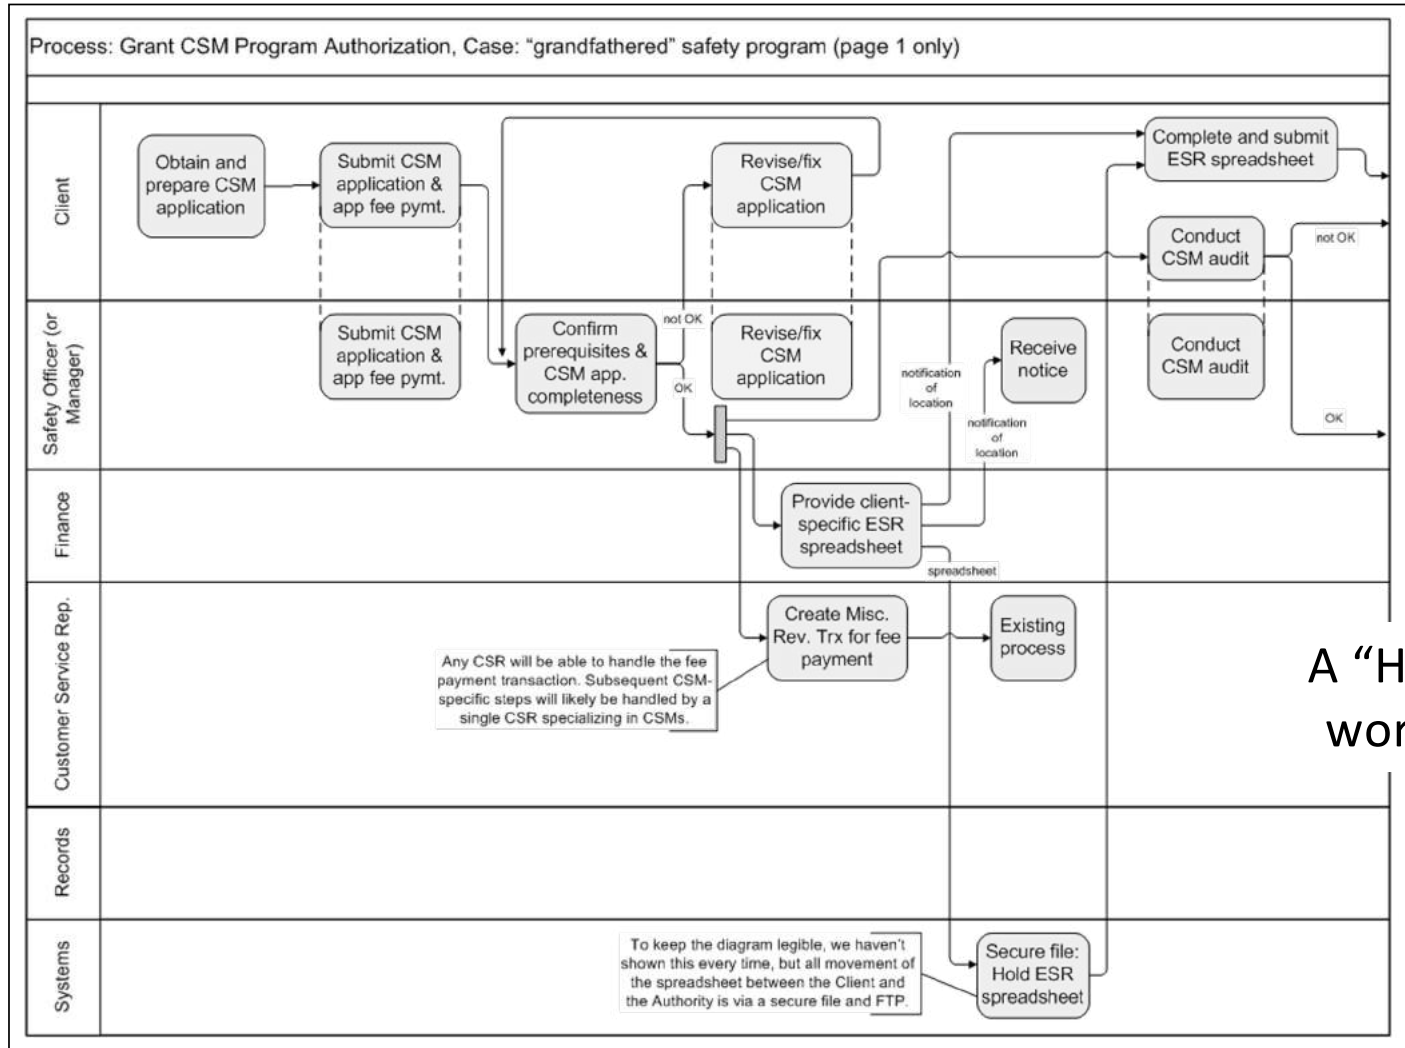 Process: Grant CSM Program Authorization, Case: “grandfathered” safety program (page 1 only)
Client
Obtain and
prepare CSM
application
Submit CSM
application &
app fee pymt.
Revise/fix
CSM
application
Complete and submit
ESR spreadsheet
Conduct
CSM audit
not OK
Safety Officer (or
Manager)
Submit CSM
application &
app fee pymt.
Confirm
prerequisites &
CSM app.
completeness
not OK
OK
Revise/fix
CSM
application
notification
of
location
Receive
notice
notification
of
location
Conduct
CSM audit
OK
Finance
Provide client-
specific ESR
spreadsheet
spreadsheet
Customer Service Rep.
Create Misc.
Rev. Trx for fee
payment
Existing
process
Any CSR will be able to handle the fee
payment transaction. Subsequent CSM-
specific steps will likely be handled by a
single CSR specializing in CSMs.
A “H
wor
Records
Systems
To keep the diagram legible, we haven’t
shown this every time, but all movement of
the spreadsheet between the Client and
the Authority is via a secure file and FTP.
Secure file:
Hold ESR
spreadsheet